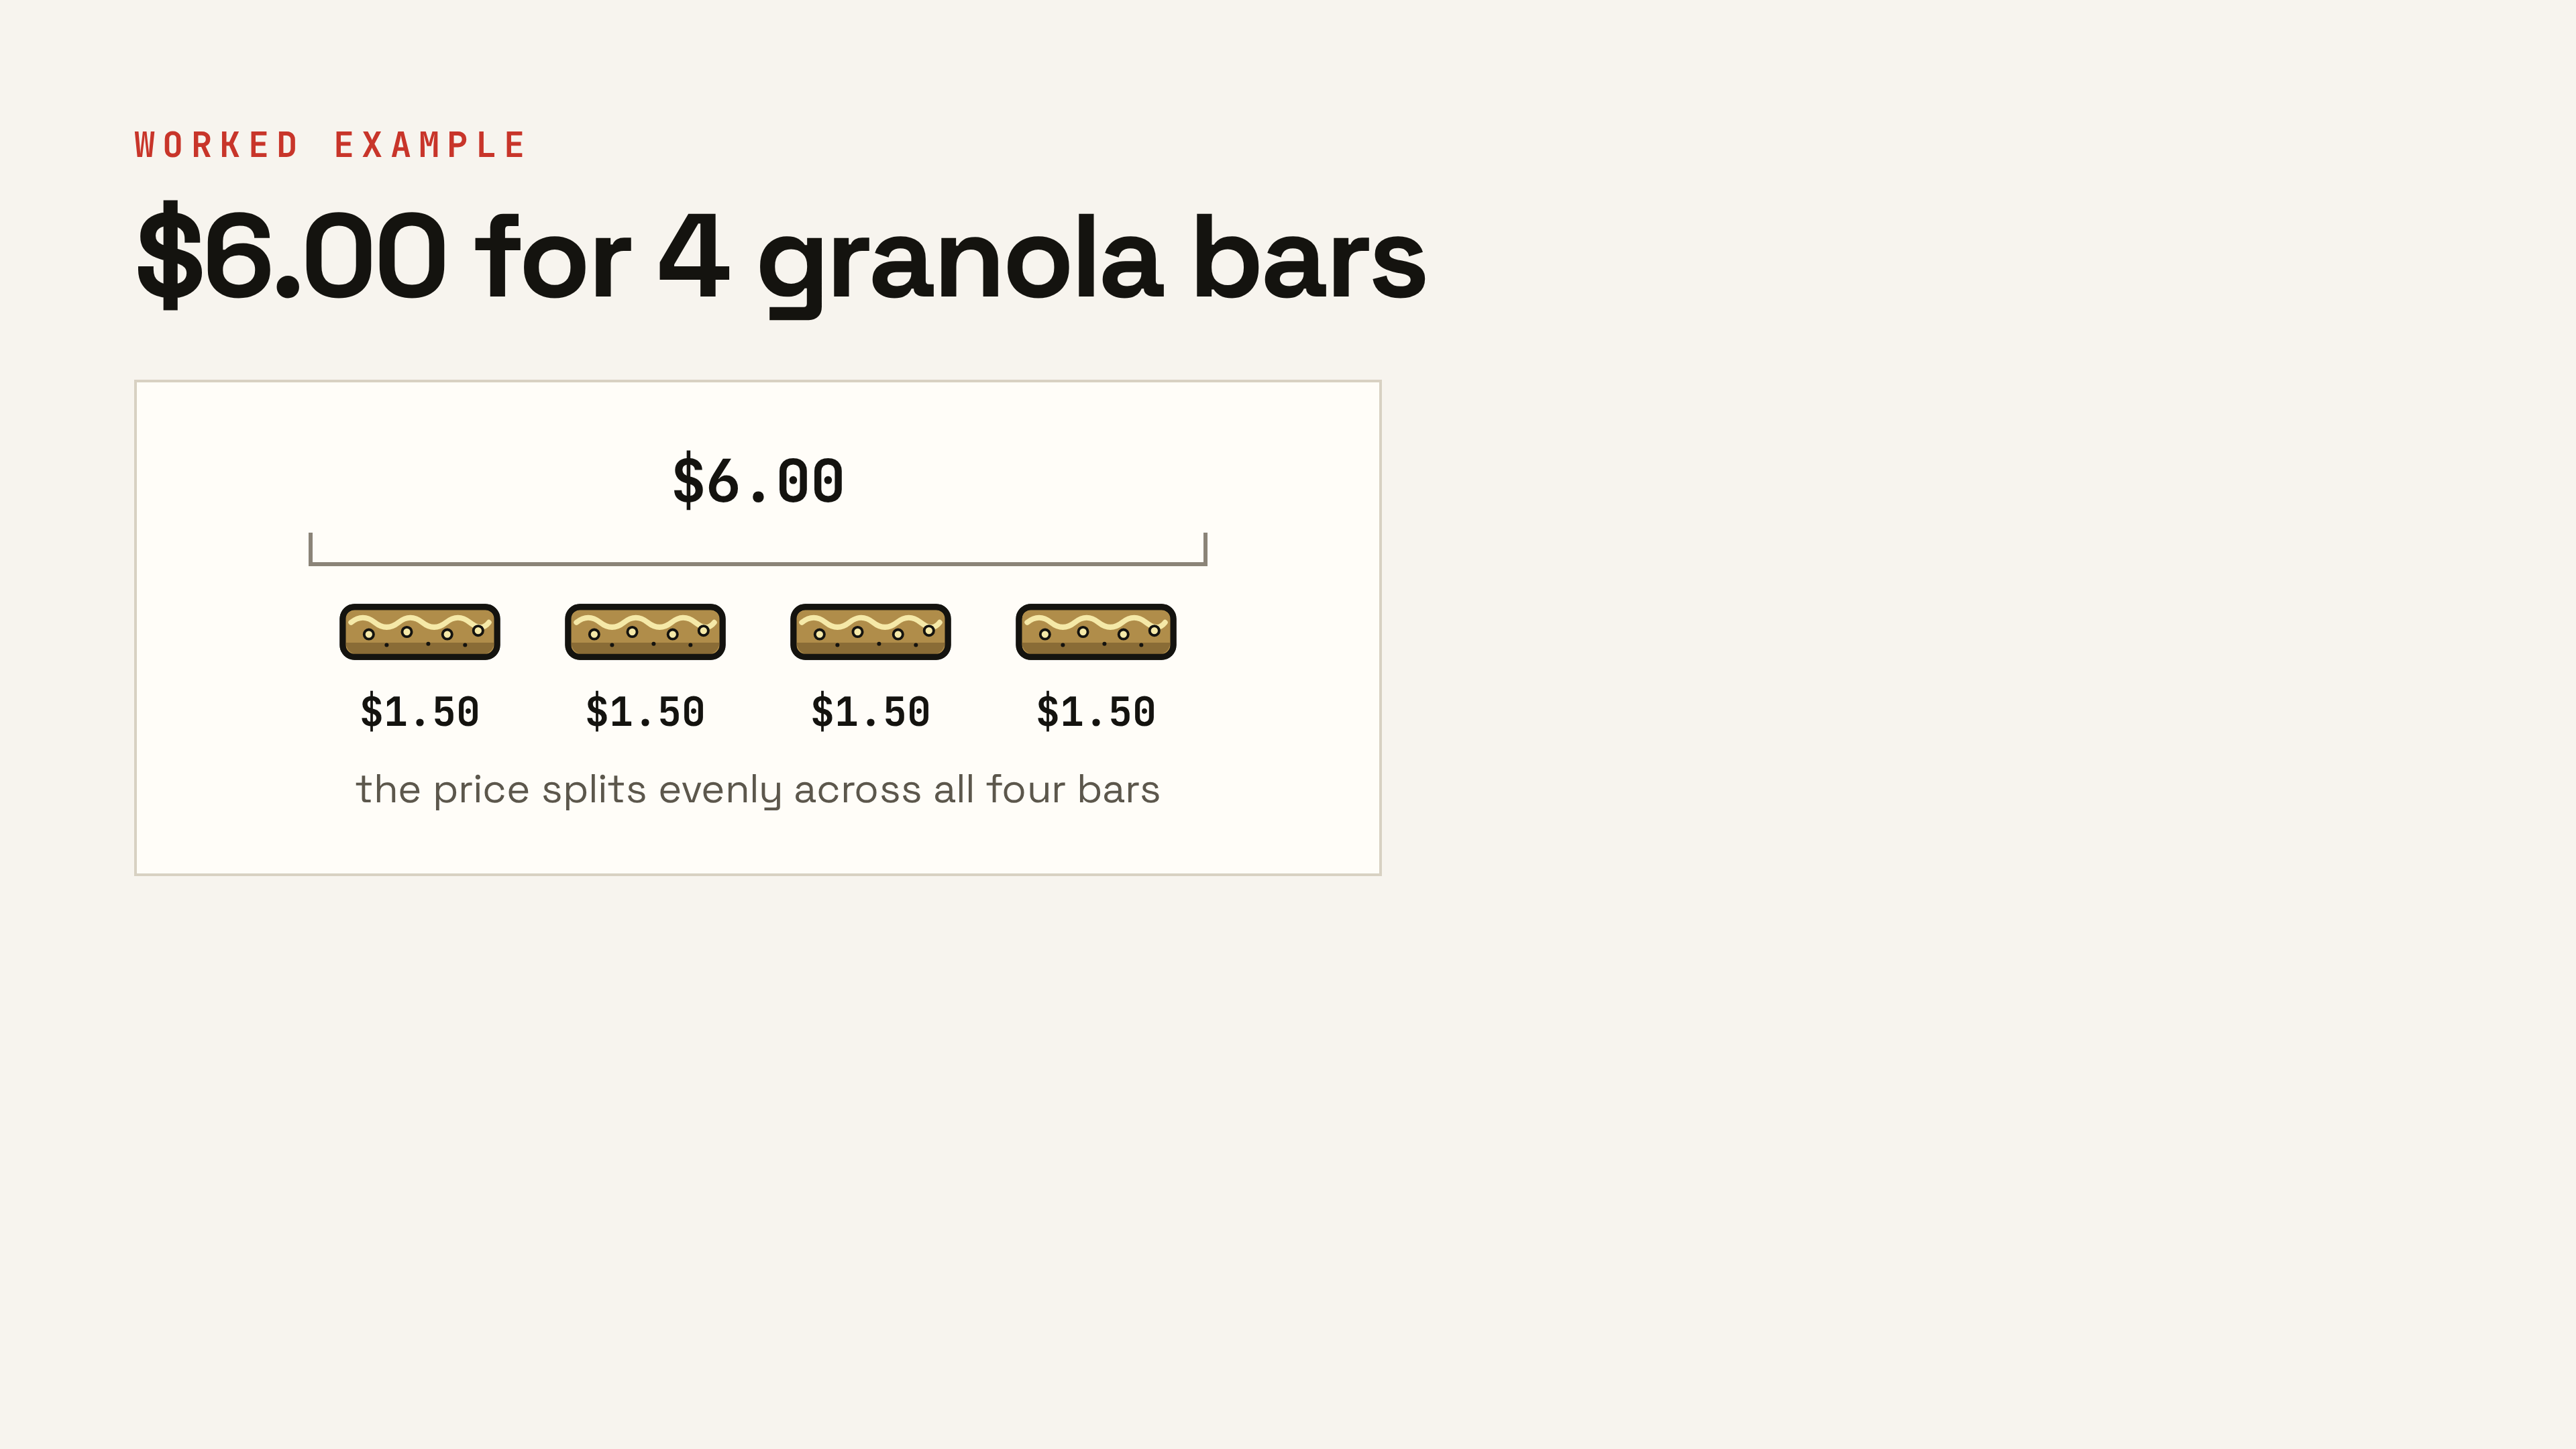 WORKED EXAMPLE
$6.00 for 4 granola bars
$6.00
$1.50 $1.50 $1.50 $1.50
the price splits evenly across all four bars